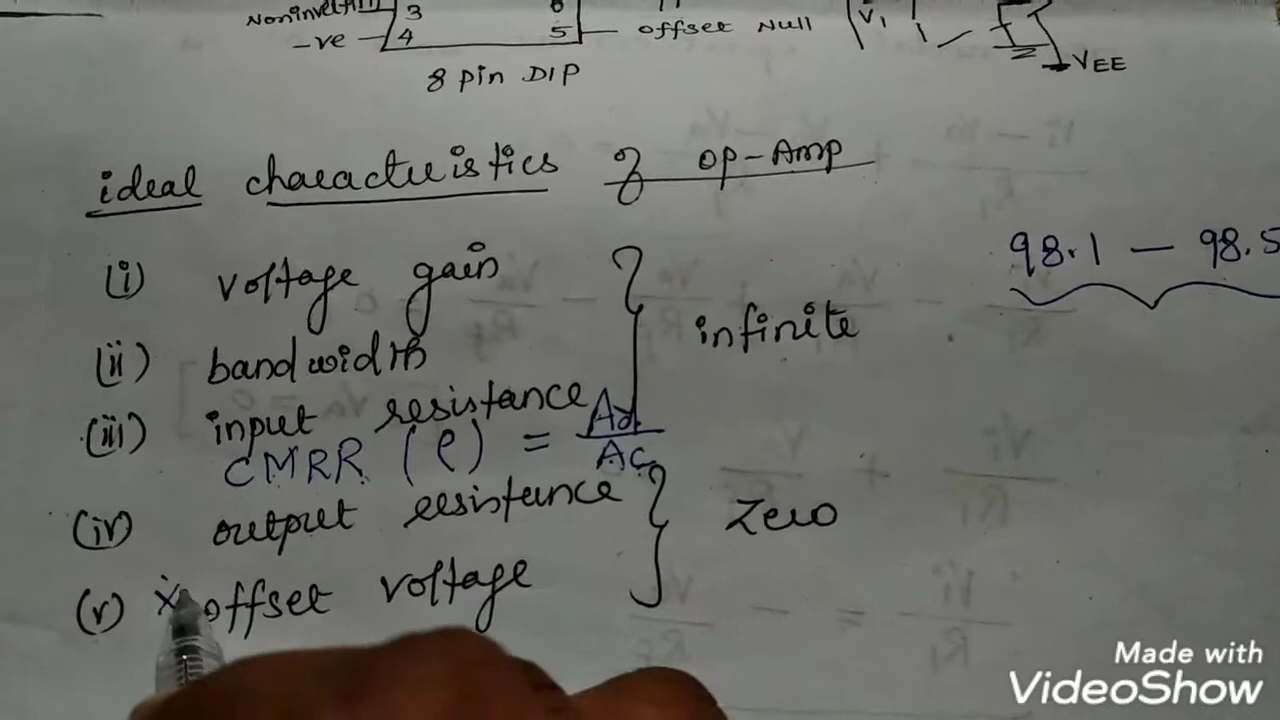 3
-ve 4 5 offset Null V1
VEE
8 pin DIP
ideal characteristics of op-Amp
(i) voltage gain
98.1 — 98.5
infinite
(ii) bandwidth
(iii) input resistance
CMRR (ρ) = Ad/Ac
(iv) output resistance
zero
(v) offset voltage
Made with
VideoShow